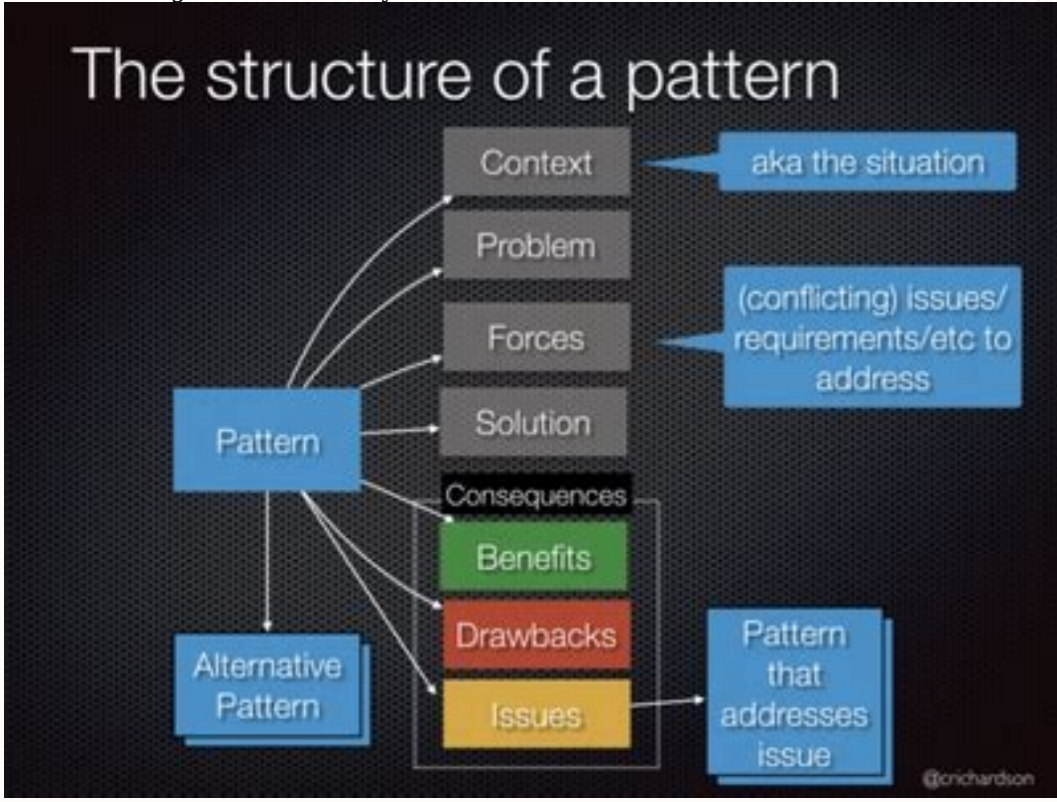 The structure of a pattern
Context
aka the situation
Problem
Forces
(conflicting) issues/
requirements/etc to
address
Pattern
Solution
Consequences
Benefits
Drawbacks
Issues
Alternative
Pattern
Pattern
that
addresses
issue
@crichardson